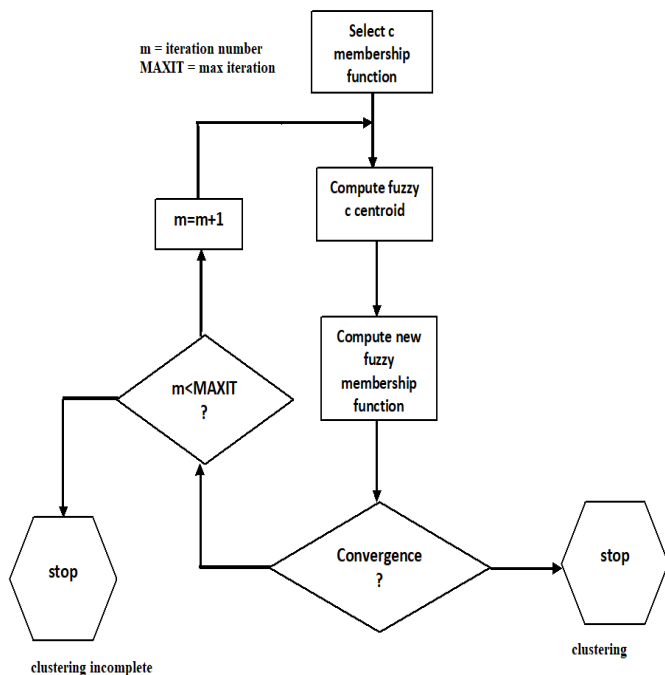 m = iteration number
MAXIT = max iteration
Select c
membership
function
Compute fuzzy
c centroid
m=m+1
Compute new
fuzzy
membership
function
m<MAXIT
?
Convergence
?
stop
stop
clustering
clustering incomplete